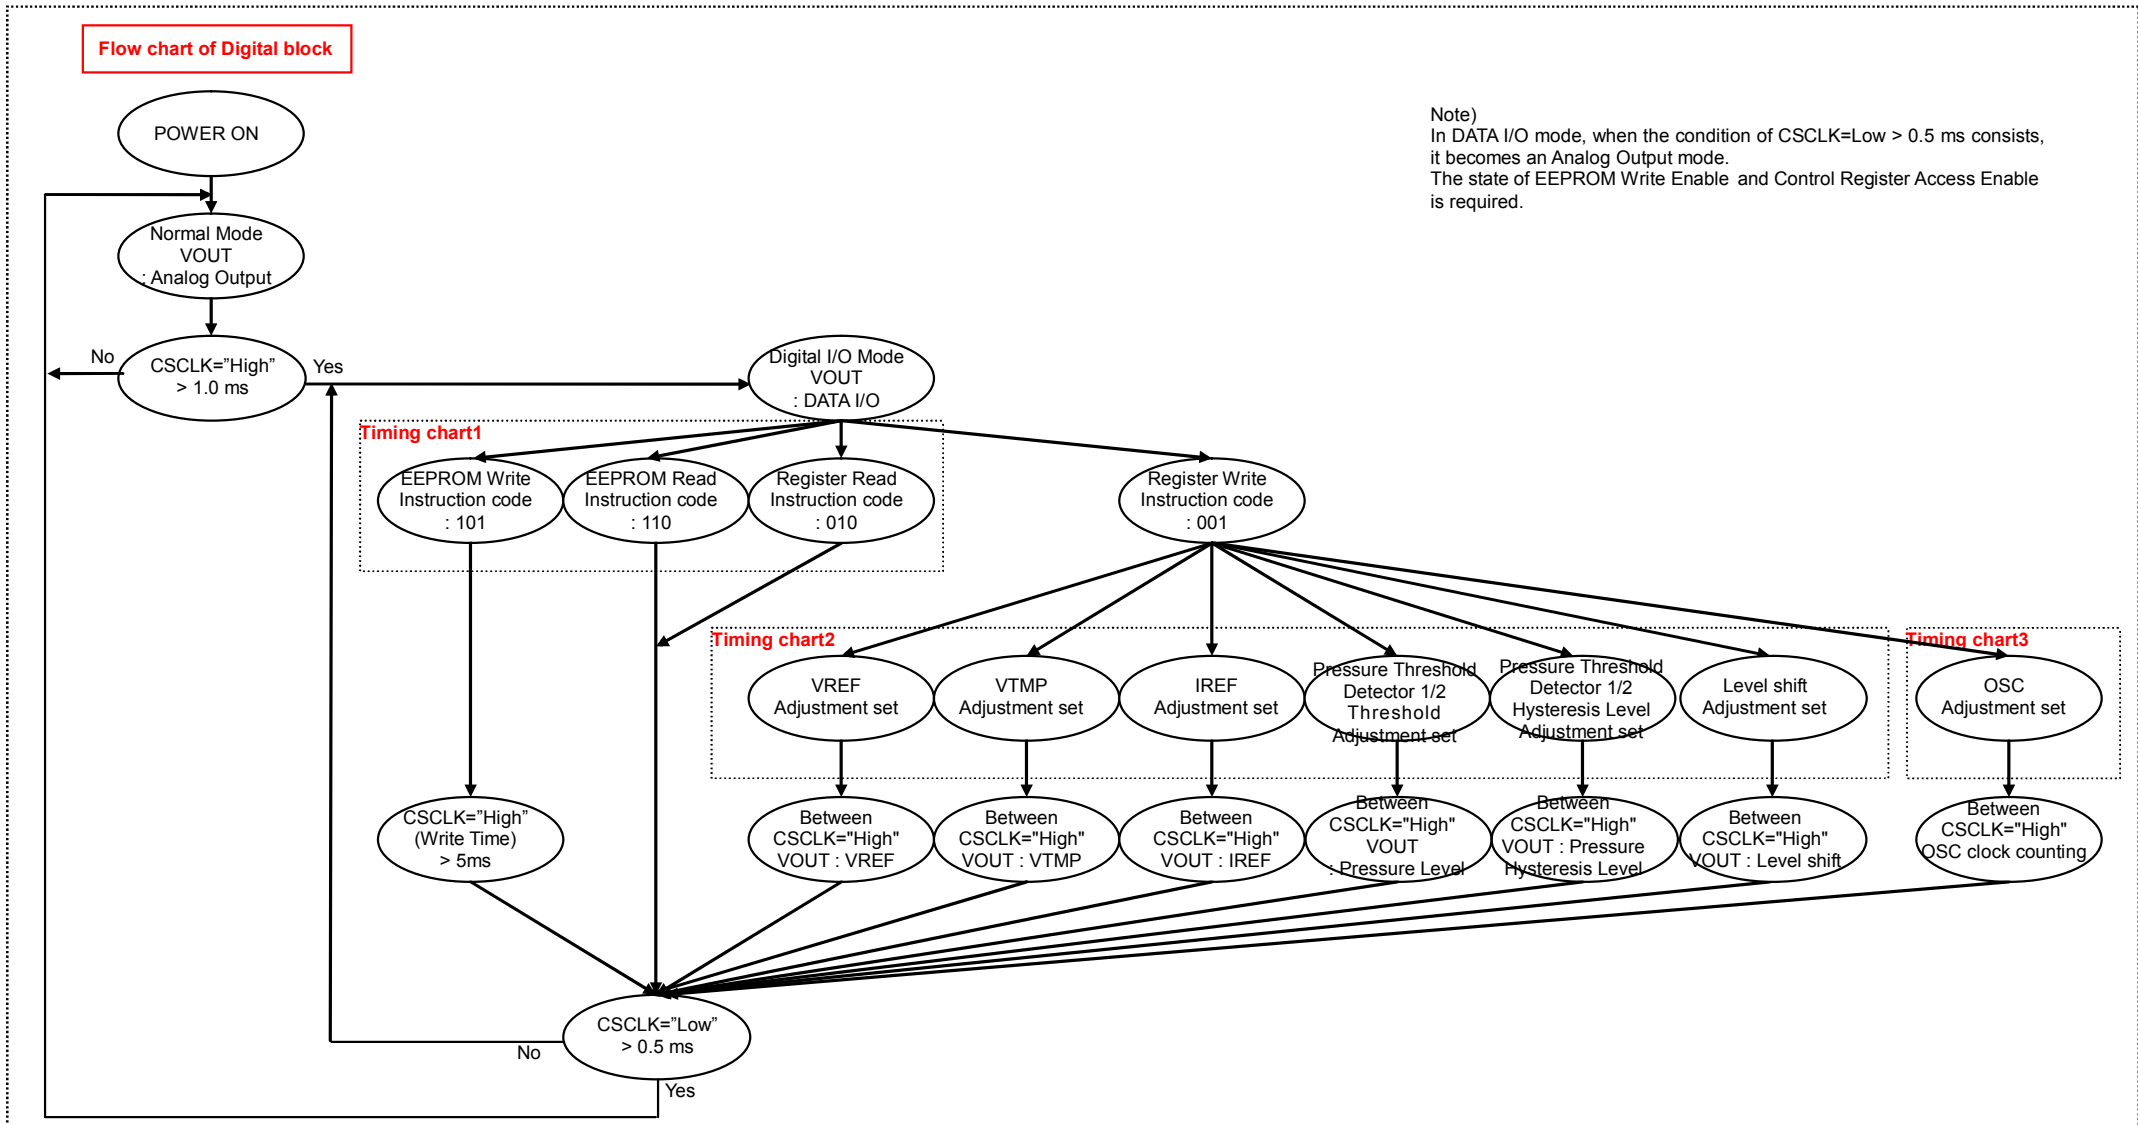 Flow chart of Digital block
POWER ON
Note)
In DATA I/O mode, when the condition of CSCLK=Low > 0.5 ms consists,
it becomes an Analog Output mode.
The state of EEPROM Write Enable and Control Register Access Enable
is required.
Normal Mode
VOUT
: Analog Output
No
CSCLK=”High”
> 1.0 ms
Yes
Digital I/O Mode
VOUT
: DATA I/O
Timing chart1
EEPROM Write
Instruction code
: 101
EEPROM Read
Instruction code
: 110
Register Read
Instruction code
: 010
Register Write
Instruction code
: 001
Timing chart2
Timing chart3
VREF
Adjustment set
VTMP
Adjustment set
IREF
Adjustment set
Pressure Threshold
Detector 1/2
Threshold
Adjustment set
Pressure Threshold
Detector 1/2
Hysteresis Level
Adjustment set
Level shift
Adjustment set
OSC
Adjustment set
CSCLK=”High”
(Write Time)
> 5ms
Between
CSCLK="High"
VOUT : VREF
Between
CSCLK="High"
VOUT : VTMP
Between
CSCLK="High"
VOUT : IREF
Between
CSCLK="High"
VOUT
: Pressure Level
Between
CSCLK="High"
VOUT : Pressure
Hysteresis Level
Between
CSCLK="High"
VOUT : Level shift
Between
CSCLK="High"
OSC clock counting
CSCLK=”Low”
> 0.5 ms
No
Yes